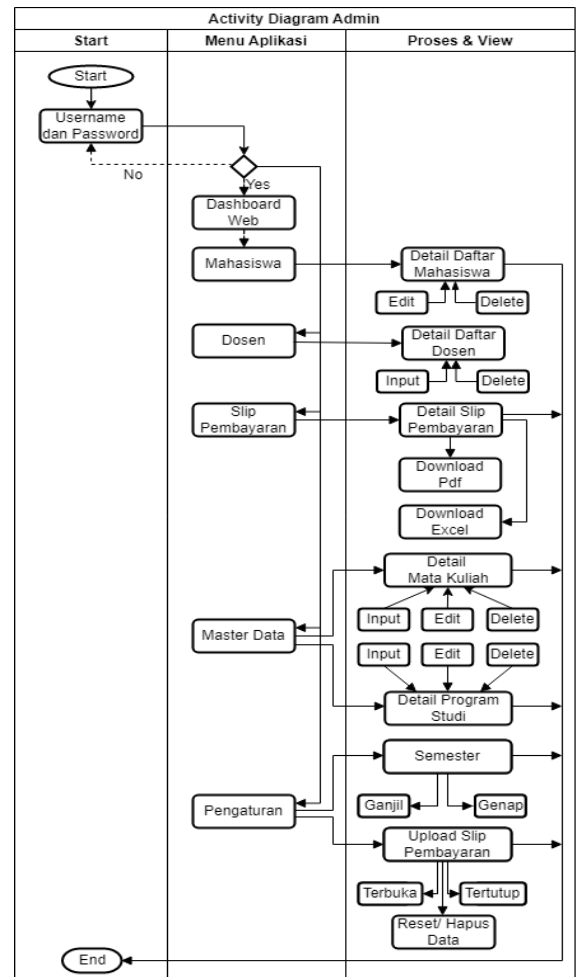 Activity Diagram Admin
Start
Menu Aplikasi
Proses & View
Start
Username
dan Password
No
Yes
Dashboard
Web
Mahasiswa
Detail Daftar
Mahasiswa
Edit
Delete
Dosen
Detail Daftar
Dosen
Input
Delete
Slip
Pembayaran
Detail Slip
Pembayaran
Download
Pdf
Download
Excel
Detail
Mata Kuliah
Input
Edit
Delete
Master Data
Input
Edit
Delete
Detail Program
Studi
Semester
Ganjil
Genap
Pengaturan
Upload Slip
Pembayaran
Terbuka
Tertutup
Reset/ Hapus
Data
End